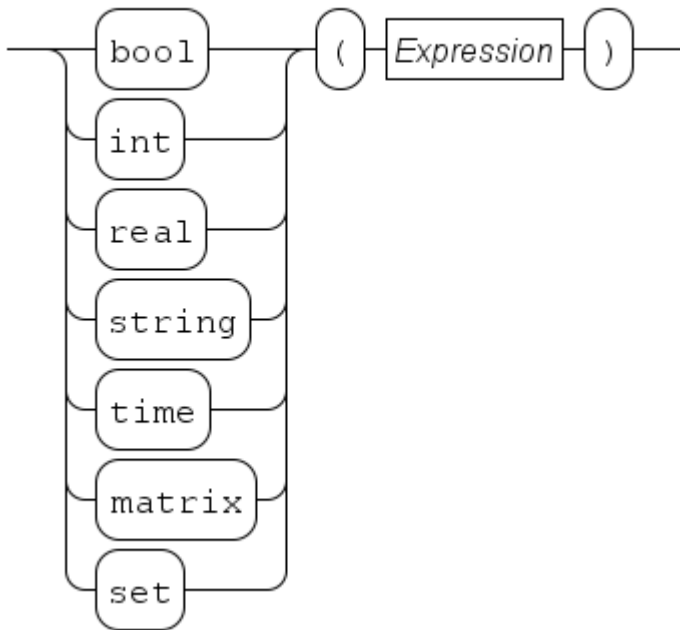 bool ( Expression )
int
real
string
time
matrix
set